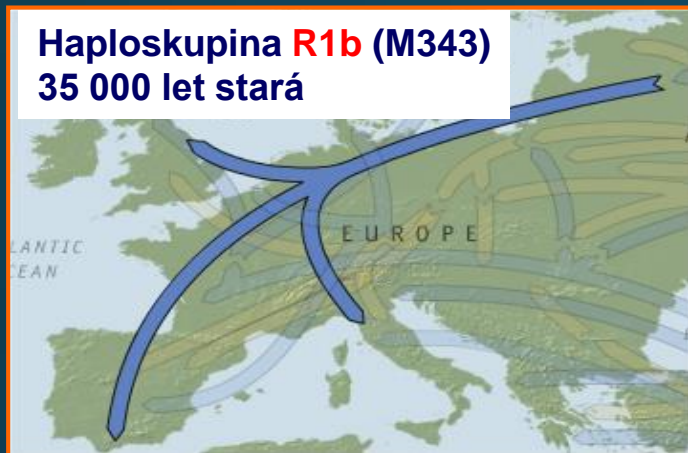 Haploskupina R1b (M343)
35 000 let stará
EUROPE
LANTIC
CEAN